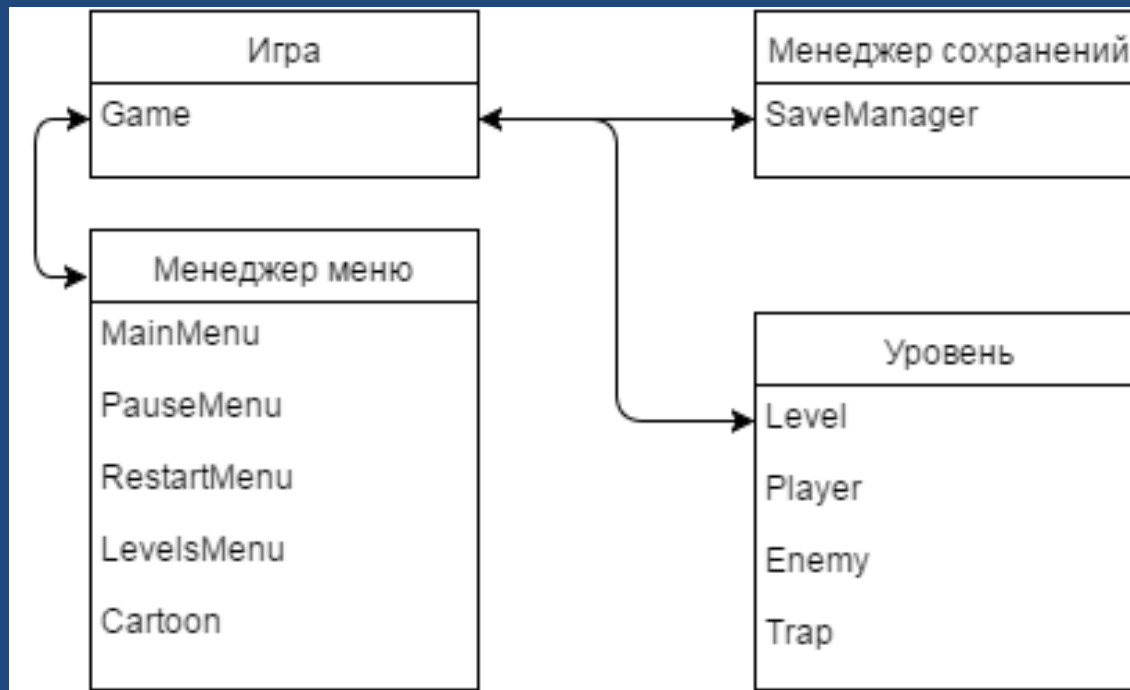 Игра
Game
Менеджер сохранений
SaveManager
Менеджер меню
MainMenu
PauseMenu
RestartMenu
LevelsMenu
Cartoon
Уровень
Level
Player
Enemy
Trap